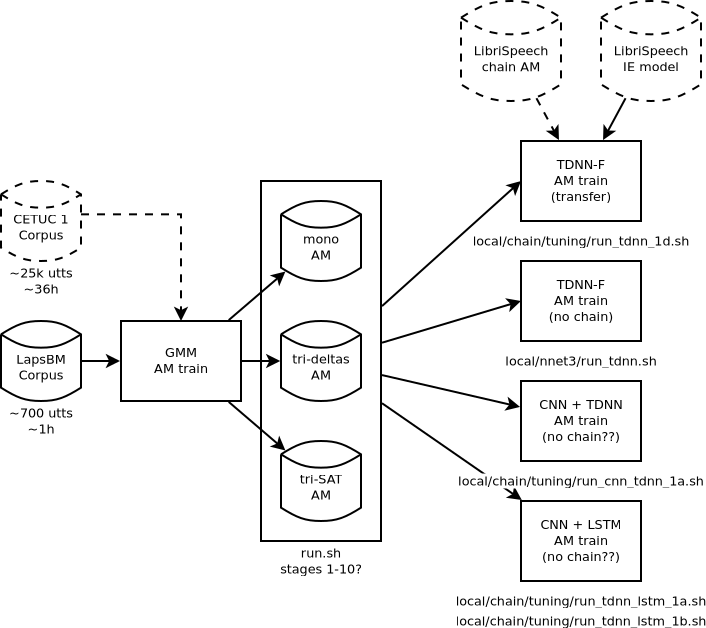 LibriSpeech
chain AM
LibriSpeech
IE model
TDNN-F
AM train
(transfer)
local/chain/tuning/run_tdnn_1d.sh
CETUC 1
Corpus
~25k utts
~36h
LapsBM
Corpus
~700 utts
~1h
GMM
AM train
mono
AM
tri-deltas
AM
tri-SAT
AM
run.sh
stages 1-10?
TDNN-F
AM train
(no chain)
local/nnet3/run_tdnn.sh
CNN + TDNN
AM train
(no chain??)
local/chain/tuning/run_cnn_tdnn_1a.sh
CNN + LSTM
AM train
(no chain??)
local/chain/tuning/run_tdnn_lstm_1a.sh
local/chain/tuning/run_tdnn_lstm_1b.sh